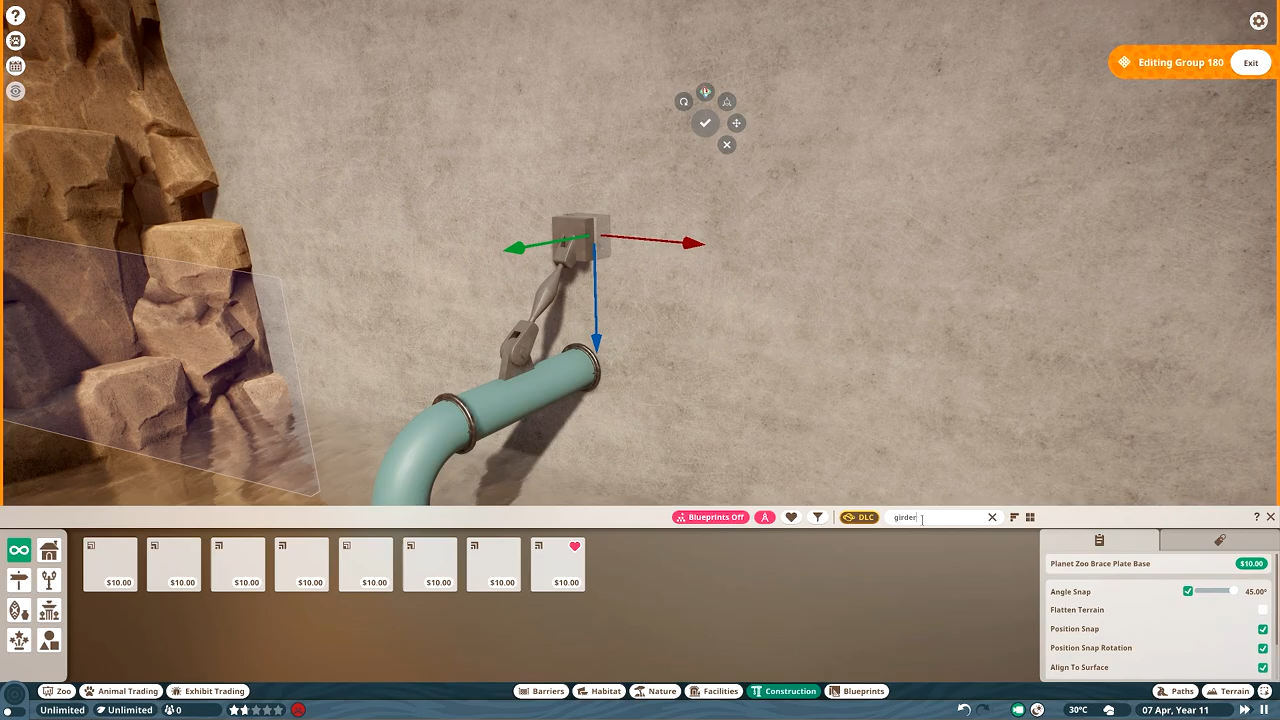 Editing Group 180 Exit
Blueprints Off DLC girder
$10.00 $10.00 $10.00 $10.00 $10.00 $10.00 $10.00 $10.00
Planet Zoo Brace Plate Base $10.00
Angle Snap 45.00°
Flatten Terrain
Position Snap
Position Snap Rotation
Align To Surface
Zoo Animal Trading Exhibit Trading Barriers Habitat Nature Facilities Construction Blueprints Paths Terrain
Unlimited Unlimited 0 30°C 07 Apr, Year 11